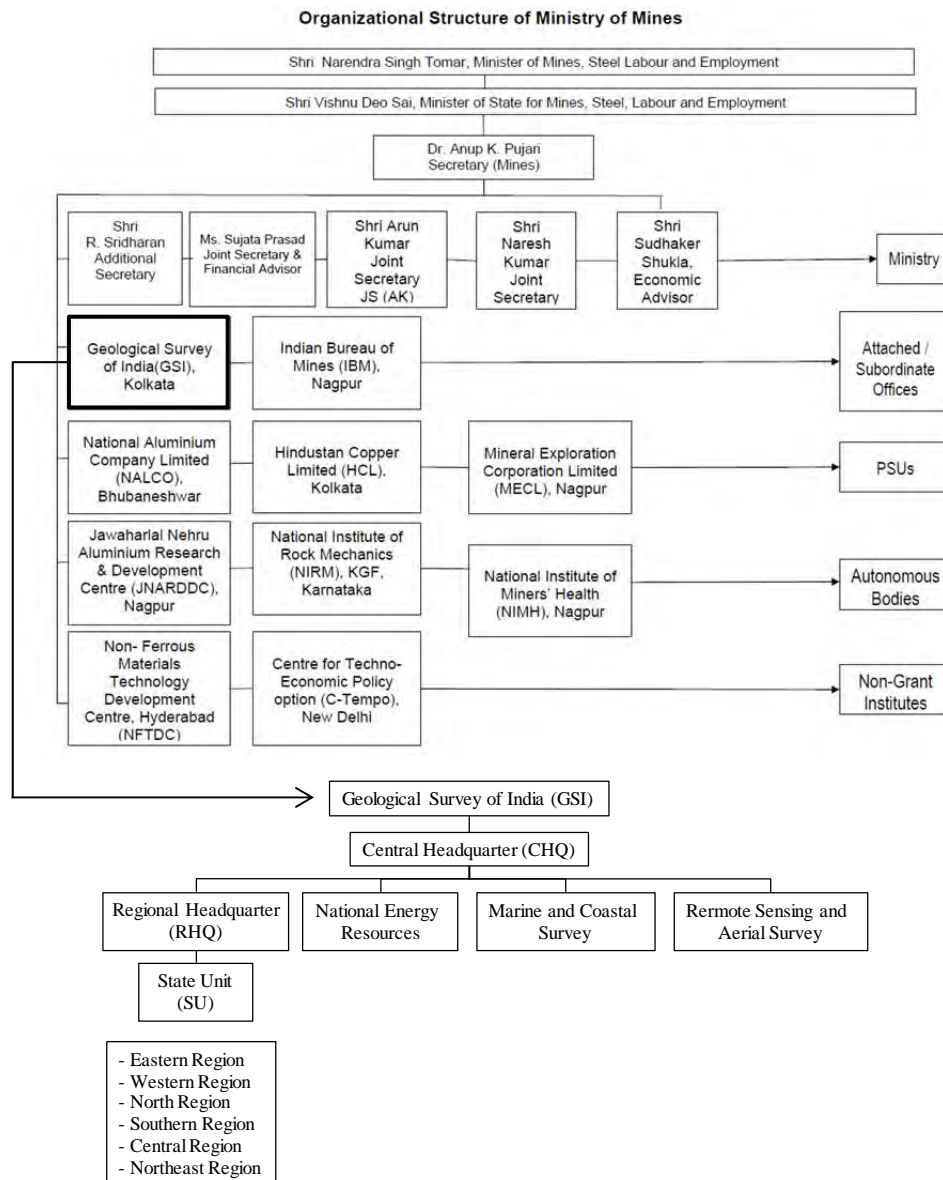 Organizational Structure of Ministry of Mines
Shri Narendra Singh Tomar, Minister of Mines, Steel Labour and Employment
Shri Vishnu Deo Sai, Minister of State for Mines, Steel, Labour and Employment
Dr. Anup K. Pujari
Secretary (Mines)
Shri
R. Sridharan
Additional
Secretary
Ms. Sujata Prasad
Joint Secretary &
Financial Advisor
Shri Arun
Kumar
Joint
Secretary
JS (AK)
Shri
Naresh
Kumar
Joint
Secretary
Shri
Sudhaker
Shukla,
Economic
Advisor
Ministry
Geological Survey
of India(GSI),
Kolkata
Indian Bureau of
Mines (IBM),
Nagpur
Attached /
Subordinate
Offices
National Aluminium
Company Limited
(NALCO),
Bhubaneshwar
Hindustan Copper
Limited (HCL),
Kolkata
Mineral Exploration
Corporation Limited
(MECL), Nagpur
PSUs
Jawaharlal Nehru
Aluminium Research
& Development
Centre (JNARDDC),
Nagpur
National Institute of
Rock Mechanics
(NIRM), KGF,
Karnataka
National Institute of
Miners' Health
(NIMH), Nagpur
Autonomous
Bodies
Non- Ferrous
Materials
Technology
Development
Centre, Hyderabad
(NFTDC)
Centre for Techno-
Economic Policy
option (C-Tempo),
New Delhi
Non-Grant
Institutes
Geological Survey of India (GSI)
Central Headquarter (CHQ)
Regional Headquarter
(RHQ)
National Energy
Resources
Marine and Coastal
Survey
Rermote Sensing and
Aerial Survey
State Unit
(SU)
- Eastern Region
- Western Region
- North Region
- Southern Region
- Central Region
- Northeast Region